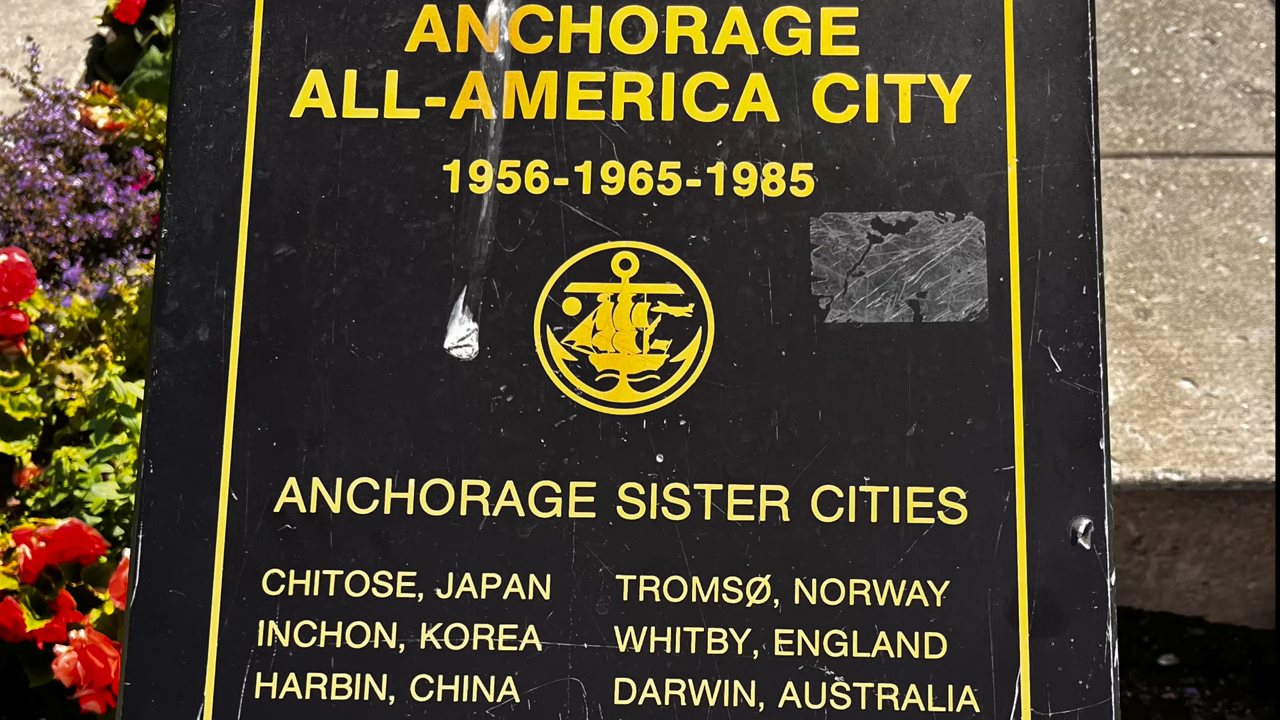 ANCHORAGE
ALL-AMERICA CITY
1956-1965-1985
ANCHORAGE SISTER CITIES
CHITOSE, JAPAN
INCHON, KOREA
HARBIN, CHINA
TROMSØ, NORWAY
WHITBY, ENGLAND
DARWIN, AUSTRALIA